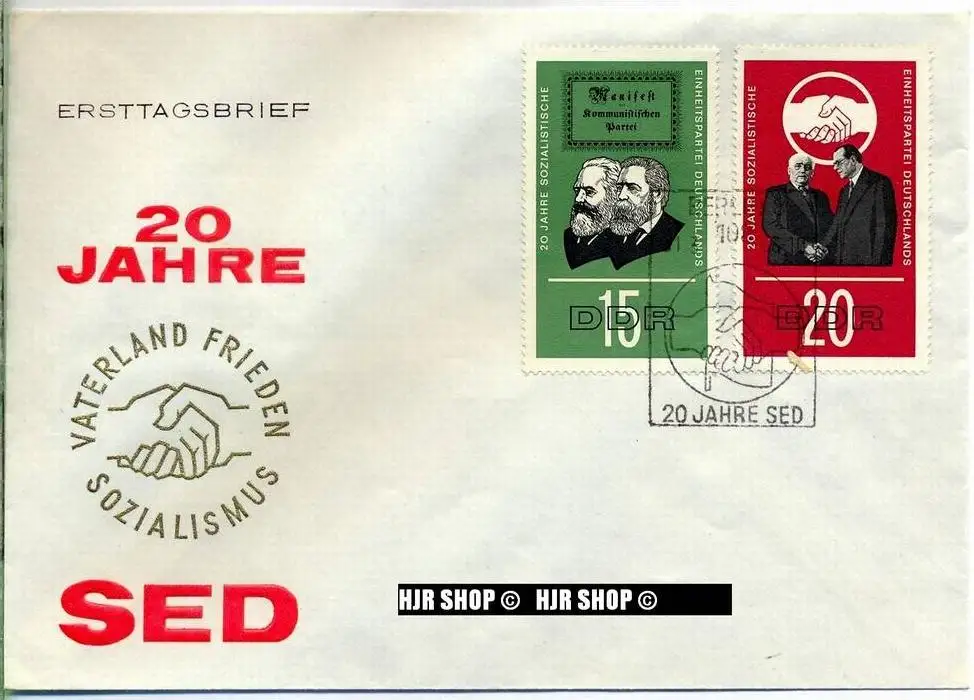 ERSTTAGSBRIEF
20
JAHRE
VATERLAND FRIEDEN
SOZIALISMUS
SED
20 JAHRE SOZIALISTISCHE
EINHEITSPARTEI DEUTSCHLANDS
Manifest
Kommunistischen
Partei
15
DDR
20 JAHRE SOZIALISTISCHE
EINHEITSPARTEI DEUTSCHLANDS
20
DDR
20 JAHRE SED
HJR SHOP © HJR SHOP ©